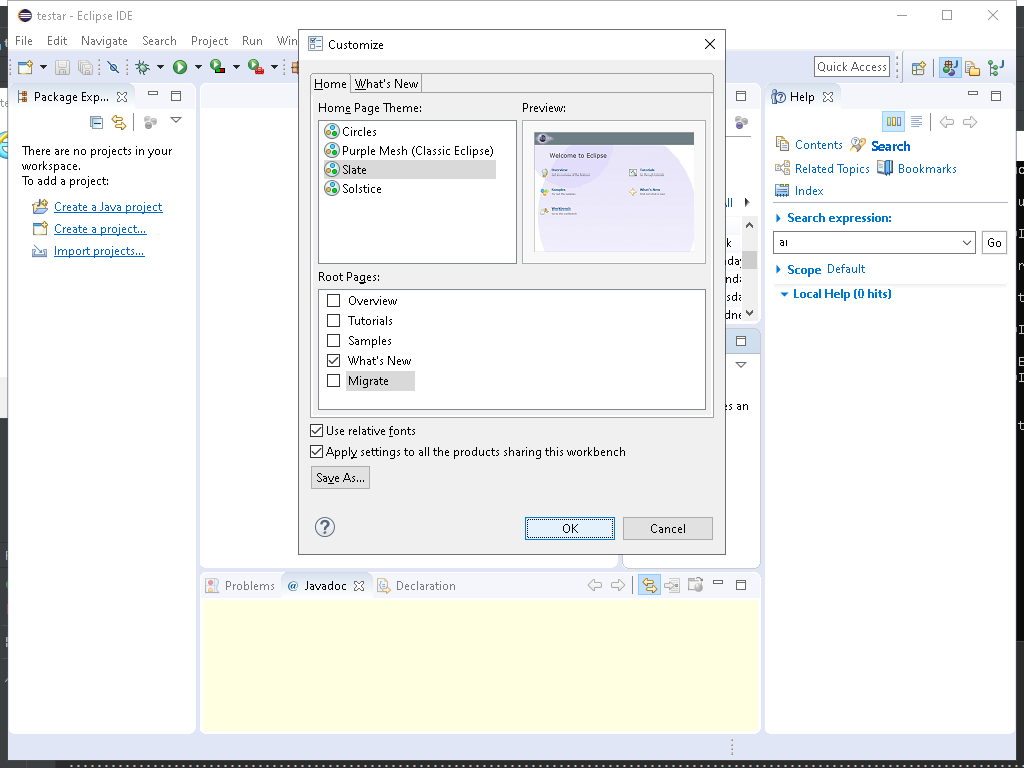 testar - Eclipse IDE
File Edit Navigate Search Project Run
Quick Access
Package Exp...
There are no projects in your
workspace.
To add a project:
Create a Java project
Create a project...
Import projects...
Customize
Home What's New
Home Page Theme:
Circles
Purple Mesh (Classic Eclipse)
Slate
Solstice
Preview:
Welcome to Eclipse
Overview
Tutorials
Samples
What's New
Workbench
Root Pages:
Overview
Tutorials
Samples
What's New
Migrate
Use relative fonts
Apply settings to all the products sharing this workbench
Save As...
OK Cancel
es an
Problems @ Javadoc Declaration
Help
Contents Search
Related Topics Bookmarks
Index
Search expression:
Go
Scope Default
Local Help (0 hits)